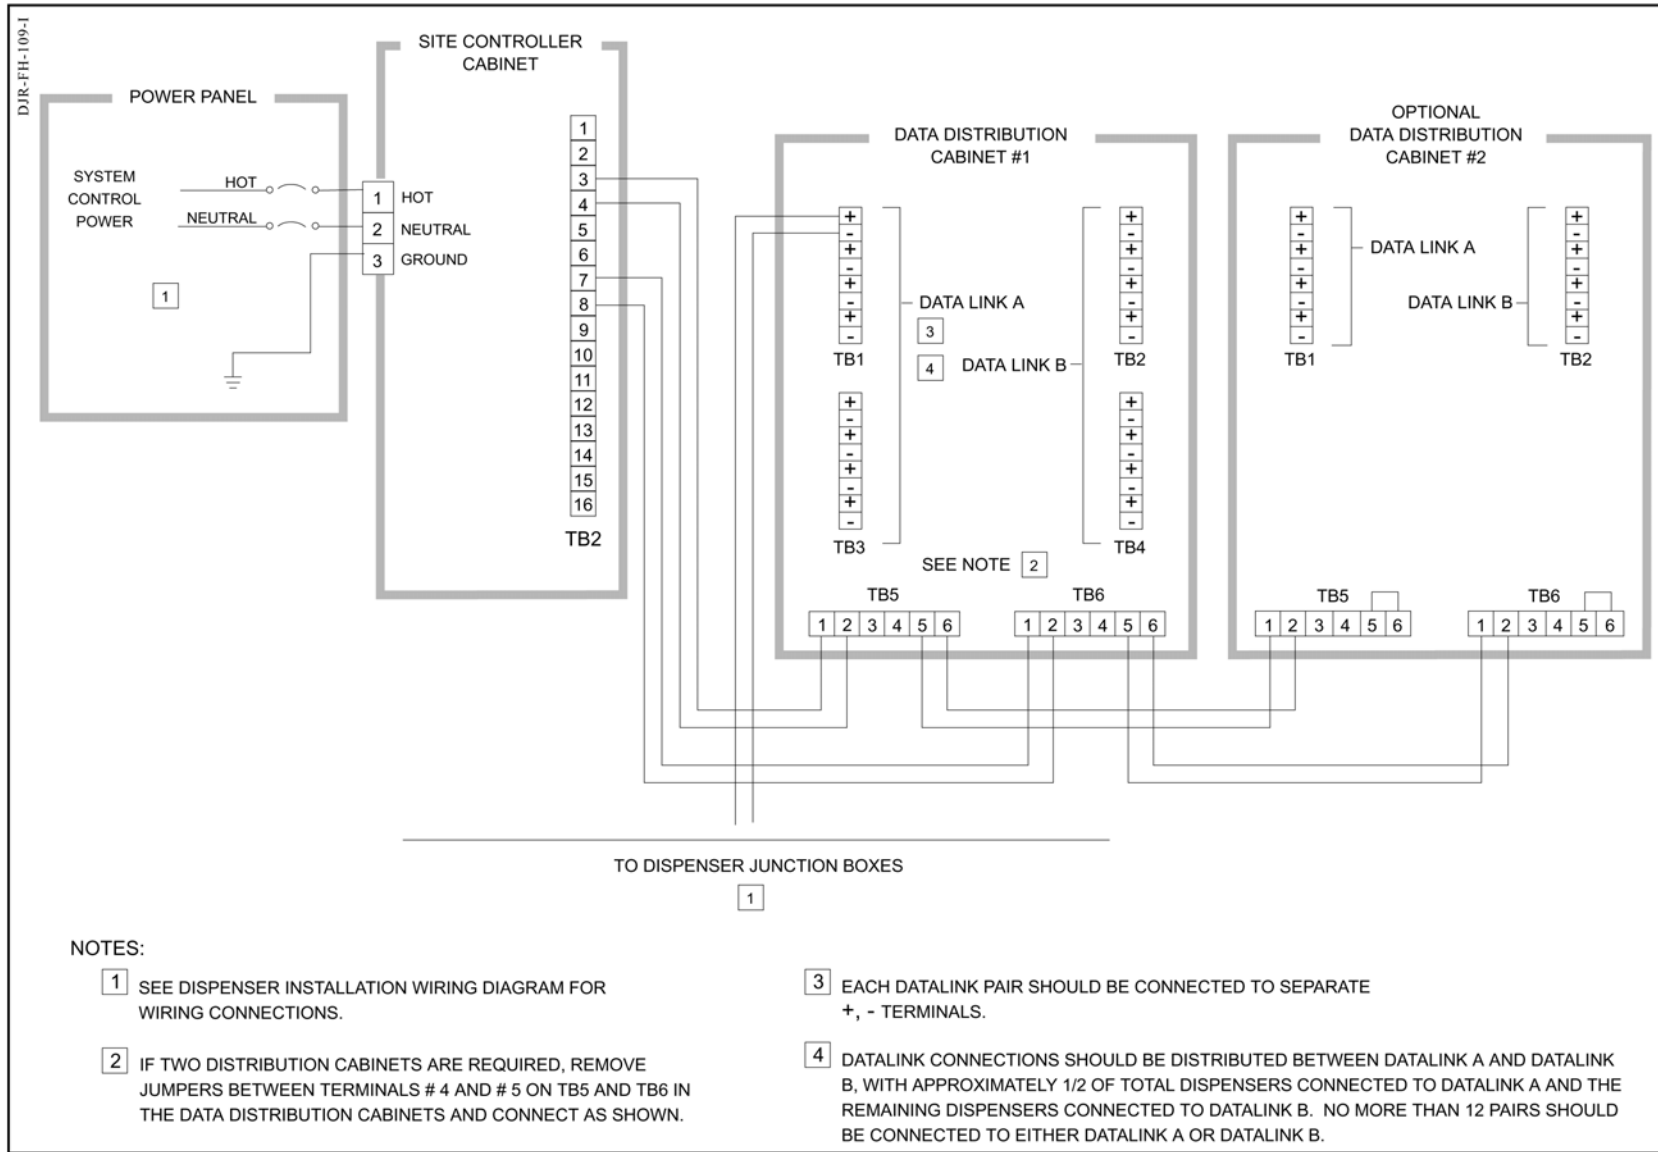 DJR-FH-109-I
SITE CONTROLLER
CABINET
POWER PANEL
SYSTEM
CONTROL
POWER
HOT
NEUTRAL
1
1 HOT
2 NEUTRAL
3 GROUND
1
2
3
4
5
6
7
8
9
10
11
12
13
14
15
16
TB2
DATA DISTRIBUTION
CABINET #1
+
-
+
-
+
-
+
-
TB1
DATA LINK A
3
4
DATA LINK B
+
-
+
-
+
-
+
-
TB2
+
-
+
-
+
-
+
-
TB3
+
-
+
-
+
-
+
-
TB4
SEE NOTE 2
TB5
1 2 3 4 5 6
TB6
1 2 3 4 5 6
OPTIONAL
DATA DISTRIBUTION
CABINET #2
+
-
+
-
+
-
+
-
TB1
DATA LINK A
DATA LINK B
+
-
+
-
+
-
+
-
TB2
TB5
1 2 3 4 5 6
TB6
1 2 3 4 5 6
TO DISPENSER JUNCTION BOXES
1
NOTES:
1 SEE DISPENSER INSTALLATION WIRING DIAGRAM FOR
WIRING CONNECTIONS.
2 IF TWO DISTRIBUTION CABINETS ARE REQUIRED, REMOVE
JUMPERS BETWEEN TERMINALS # 4 AND # 5 ON TB5 AND TB6 IN
THE DATA DISTRIBUTION CABINETS AND CONNECT AS SHOWN.
3 EACH DATALINK PAIR SHOULD BE CONNECTED TO SEPARATE
+, - TERMINALS.
4 DATALINK CONNECTIONS SHOULD BE DISTRIBUTED BETWEEN DATALINK A AND DATALINK
B, WITH APPROXIMATELY 1/2 OF TOTAL DISPENSERS CONNECTED TO DATALINK A AND THE
REMAINING DISPENSERS CONNECTED TO DATALINK B. NO MORE THAN 12 PAIRS SHOULD
BE CONNECTED TO EITHER DATALINK A OR DATALINK B.